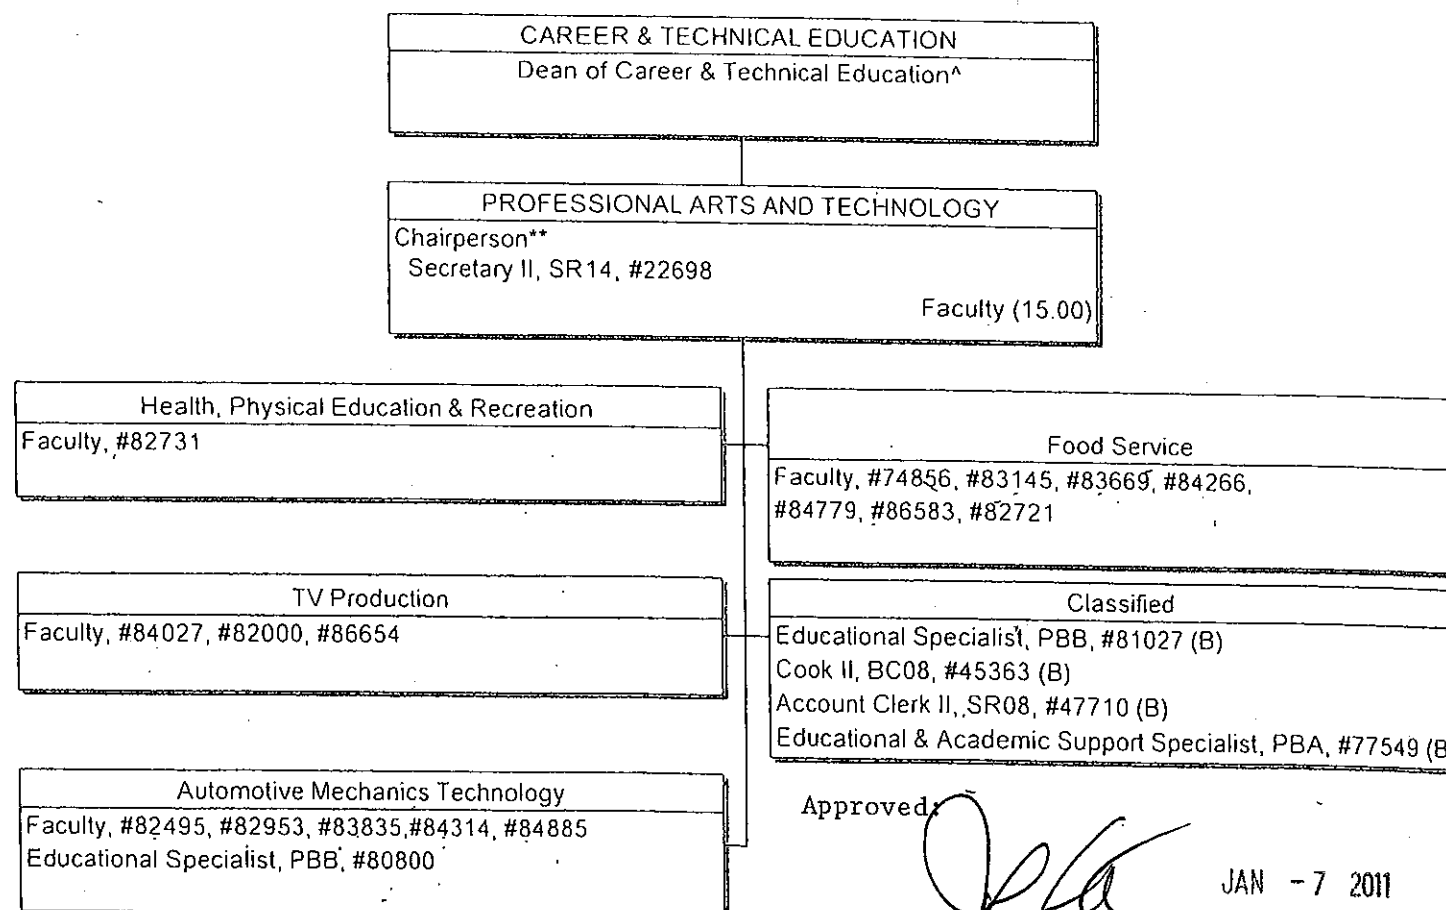 CAREER & TECHNICAL EDUCATION
Dean of Career & Technical Education^
PROFESSIONAL ARTS AND TECHNOLOGY
Chairperson**
Secretary II, SR14, #22698
Faculty (15.00)
Health, Physical Education & Recreation
Faculty, #82731
Food Service
Faculty, #74856, #83145, #83669, #84266,
#84779, #86583, #82721
TV Production
Faculty, #84027, #82000, #86654
Classified
Educational Specialist, PBB, #81027 (B)
Cook II, BC08, #45363 (B)
Account Clerk II, SR08, #47710 (B)
Educational & Academic Support Specialist, PBA, #77549 (B
Automotive Mechanics Technology
Faculty, #82495, #82953, #83835,#84314, #84885
Educational Specialist, PBB, #80800
Approved:
JAN - 7 2011